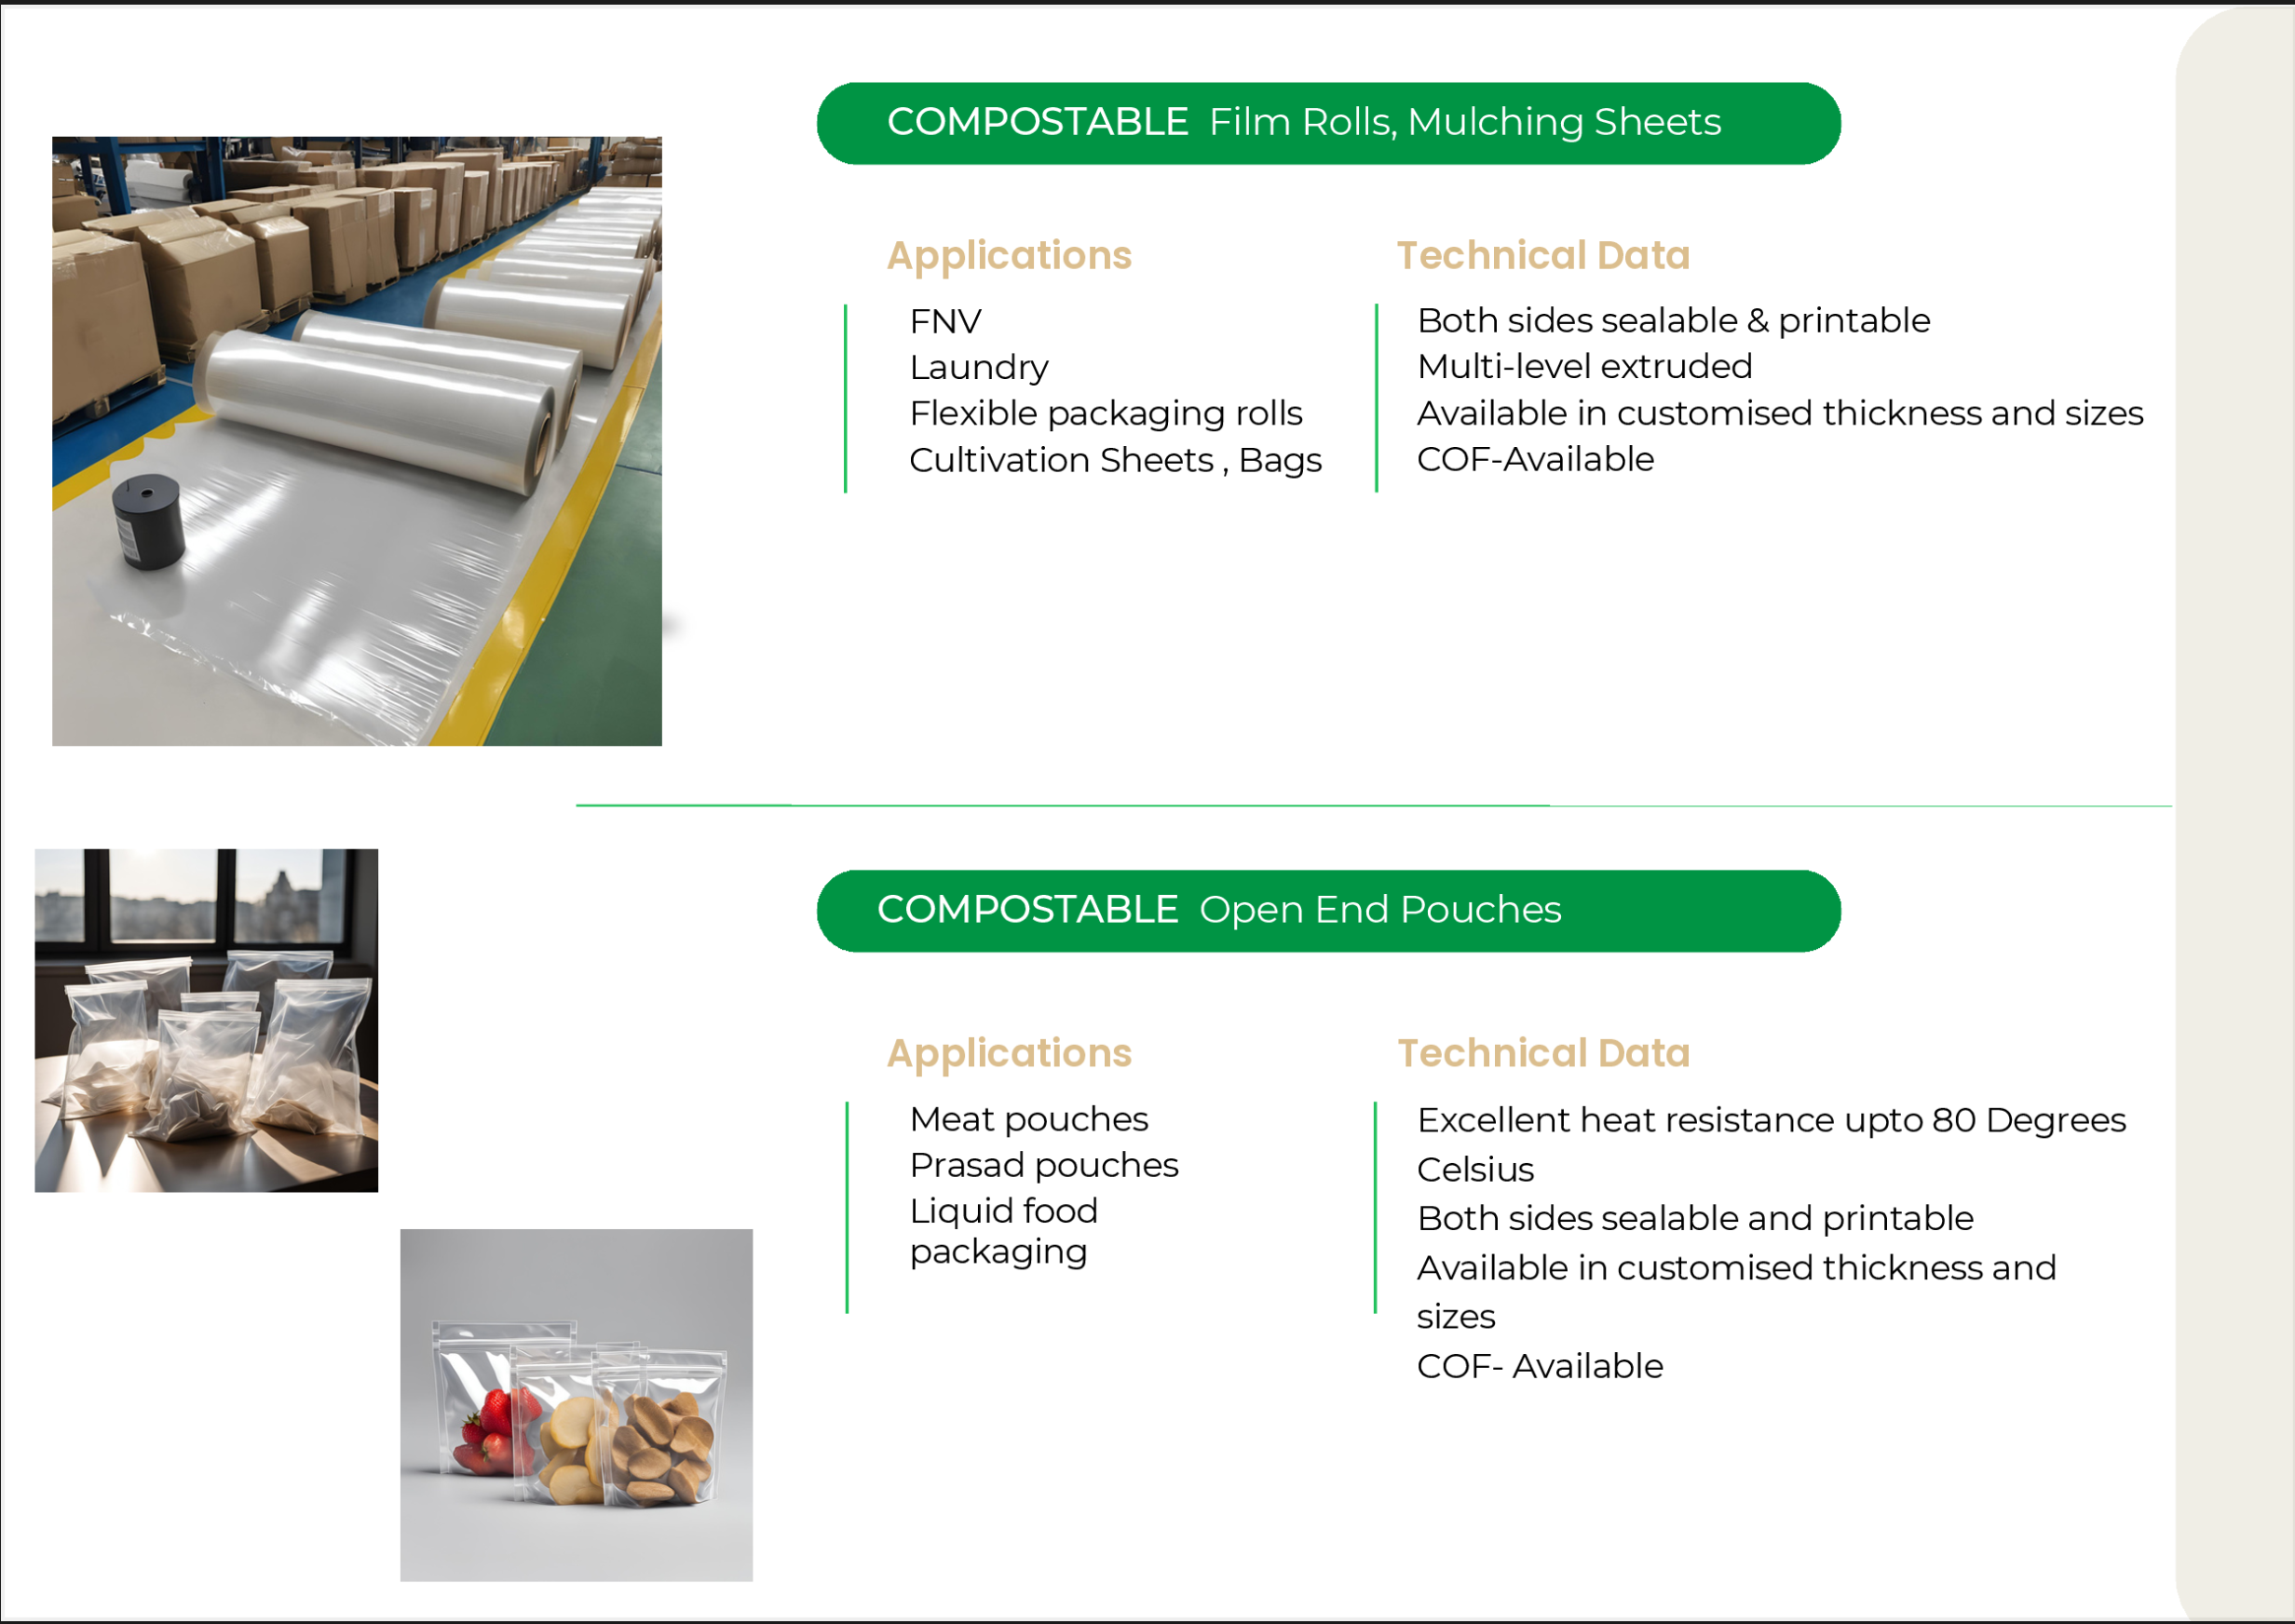 COMPOSTABLE Film Rolls, Mulching Sheets
Applications
FNV
Laundry
Flexible packaging rolls
Cultivation Sheets , Bags
Technical Data
Both sides sealable & printable
Multi-level extruded
Available in customised thickness and sizes
COF-Available
COMPOSTABLE Open End Pouches
Applications
Meat pouches
Prasad pouches
Liquid food
packaging
Technical Data
Excellent heat resistance upto 80 Degrees
Celsius
Both sides sealable and printable
Available in customised thickness and
sizes
COF- Available